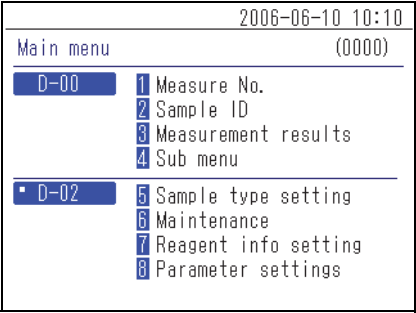 2006-06-10 10:10
Main menu (0000)
D-00
1 Measure No.
2 Sample ID
3 Measurement results
4 Sub menu
D-02
5 Sample type setting
6 Maintenance
7 Reagent info setting
8 Parameter settings